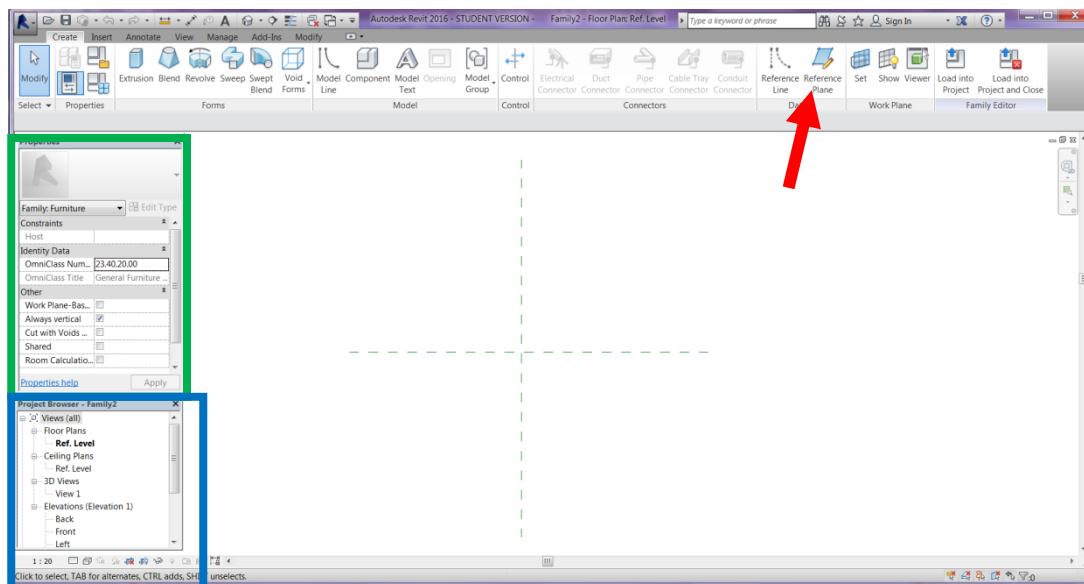 Autodesk Revit 2016 - STUDENT VERSION - Family2 - Floor Plan: Ref. Level Type a keyword or phrase Sign In
Create Insert Annotate View Manage Add-Ins Modify
Modify Extrusion Blend Revolve Sweep Swept Blend Void Forms Model Line Component Model Text Opening Model Group Control Electrical Connector Duct Connector Pipe Connector Cable Tray Connector Conduit Connector Reference Line Reference Plane Set Show Viewer Load into Project Load into Project and Close
Select Properties Forms Model Control Connectors Work Plane Family Editor
Properties
Family: Furniture Edit Type
Constraints
Host
Identity Data
OmniClass Num... 23.40.20.00
OmniClass Title General Furniture ...
Other
Work Plane-Bas...
Always vertical
Cut with Voids ...
Shared
Room Calculatio...
Properties help Apply
Project Browser - Family2
Views (all)
Floor Plans
Ref. Level
Ceiling Plans
Ref. Level
3D Views
View 1
Elevations (Elevation 1)
Back
Front
Left
1 : 20
Click to select, TAB for alternates, CTRL adds, SH unselects.
:0